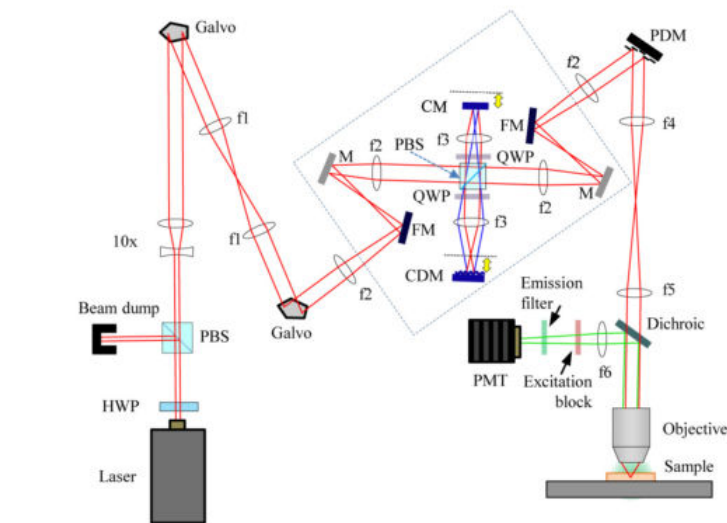 Galvo
f1
f1
10x
Beam dump
PBS
HWP
Laser
Galvo
f2
FM
M
f2
PBS
QWP
f3
CM
QWP
f3
CDM
f2
M
FM
f2
PDM
f4
f5
Dichroic
Emission
filter
f6
PMT
Excitation
block
Objective
Sample